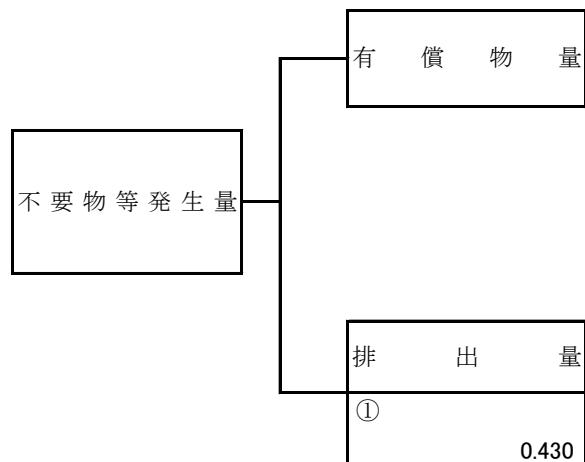 有償物量
不要物等発生量
排出量
①
0.430